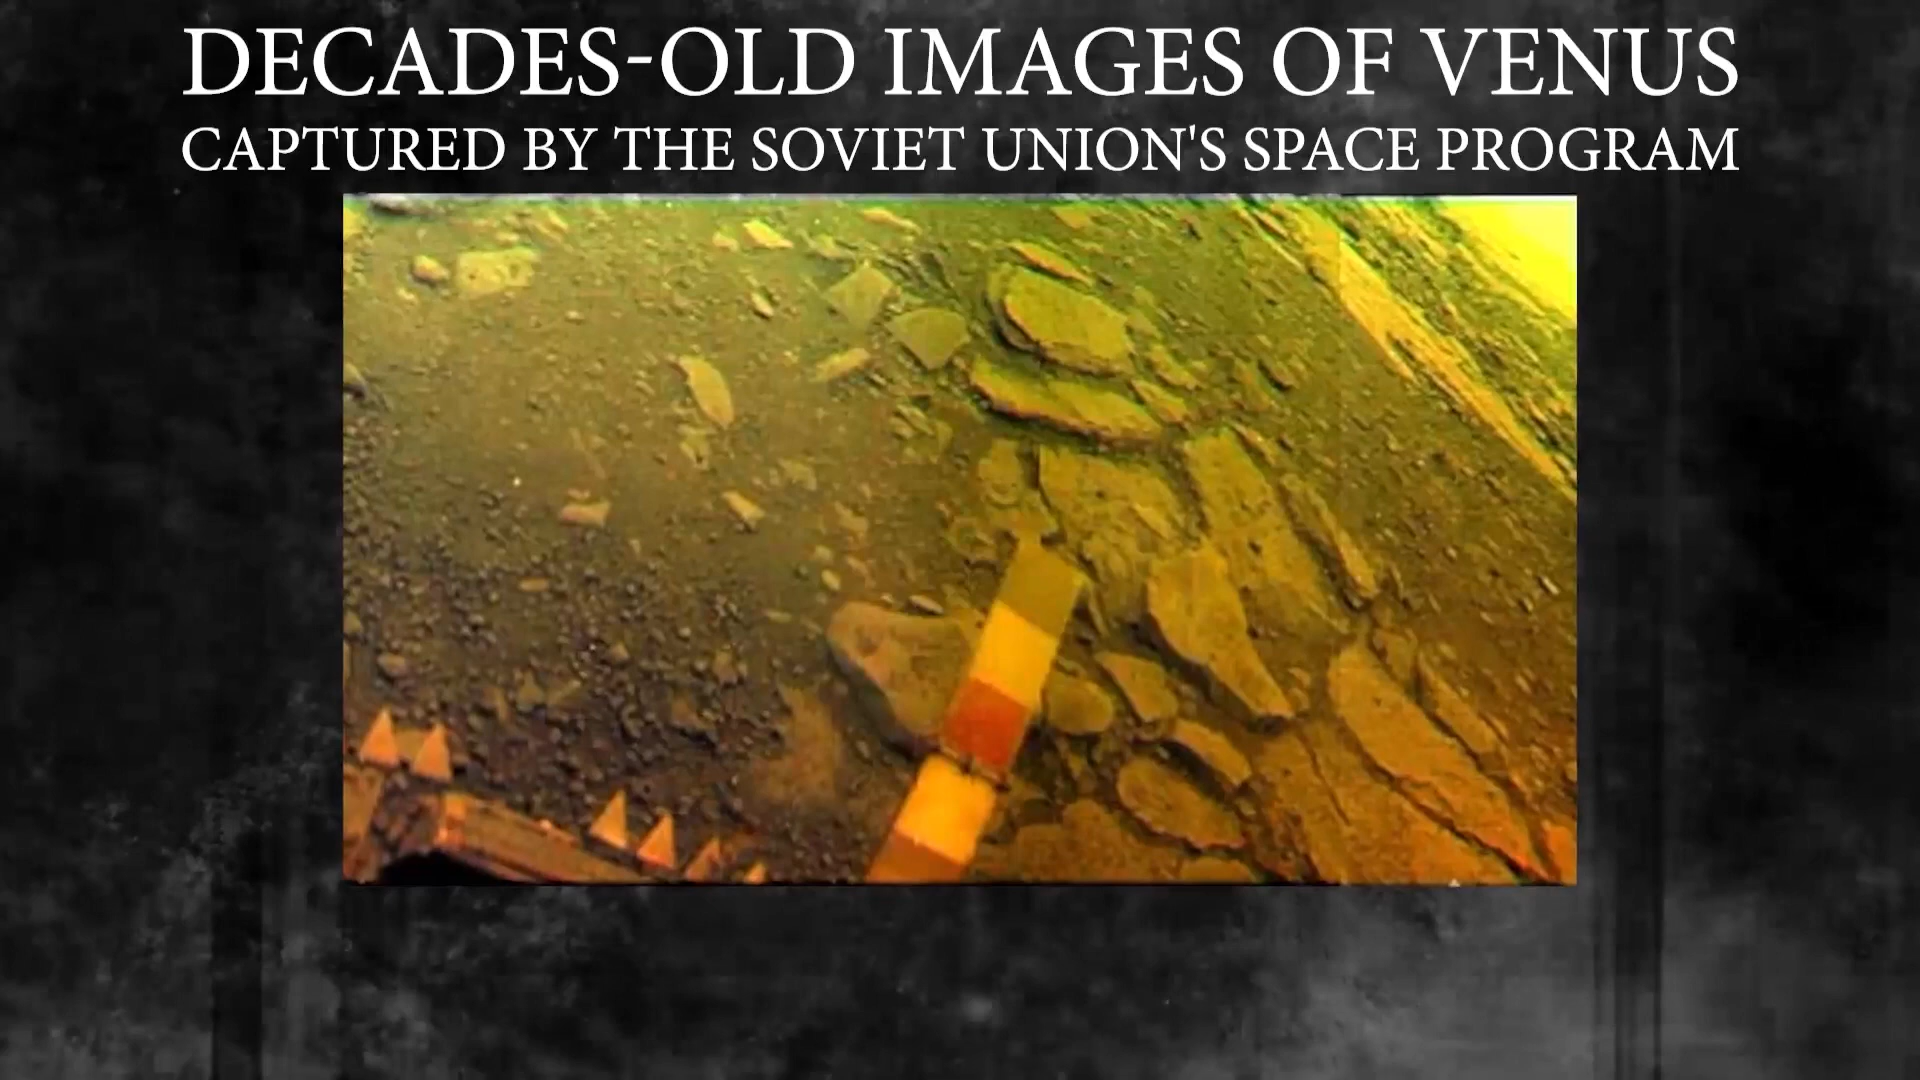 DECADES-OLD IMAGES OF VENUS
CAPTURED BY THE SOVIET UNION'S SPACE PROGRAM